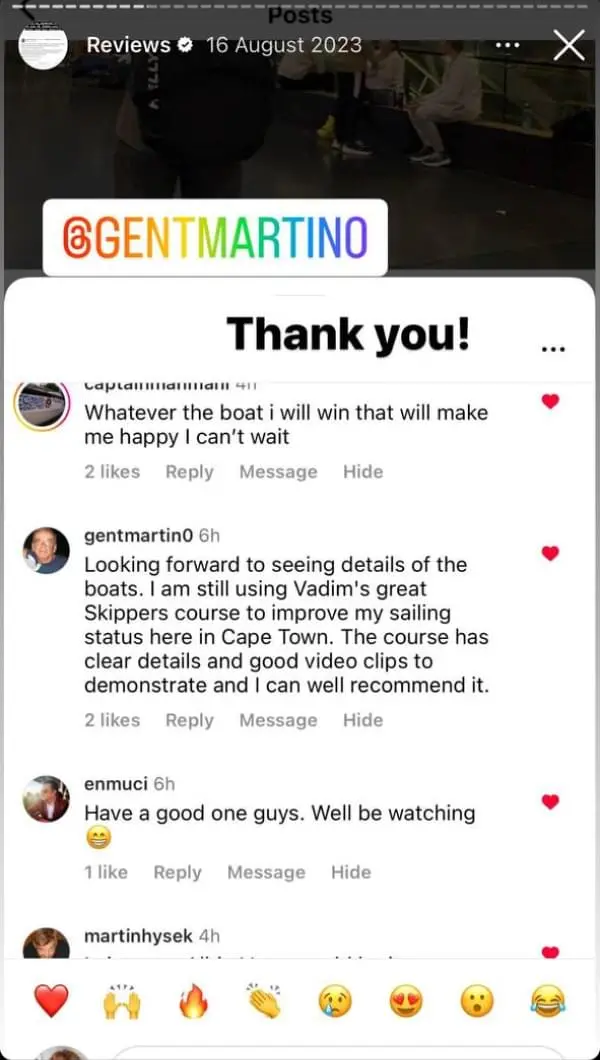 Posts
Reviews 16 August 2023
@GENTMARTINO
Thank you!
captainmanmani 4h
Whatever the boat i will win that will make
me happy I can’t wait
2 likes Reply Message Hide
gentmartin0 6h
Looking forward to seeing details of the
boats. I am still using Vadim's great
Skippers course to improve my sailing
status here in Cape Town. The course has
clear details and good video clips to
demonstrate and I can well recommend it.
2 likes Reply Message Hide
enmuci 6h
Have a good one guys. Well be watching
😁
1 like Reply Message Hide
martinhysek 4h